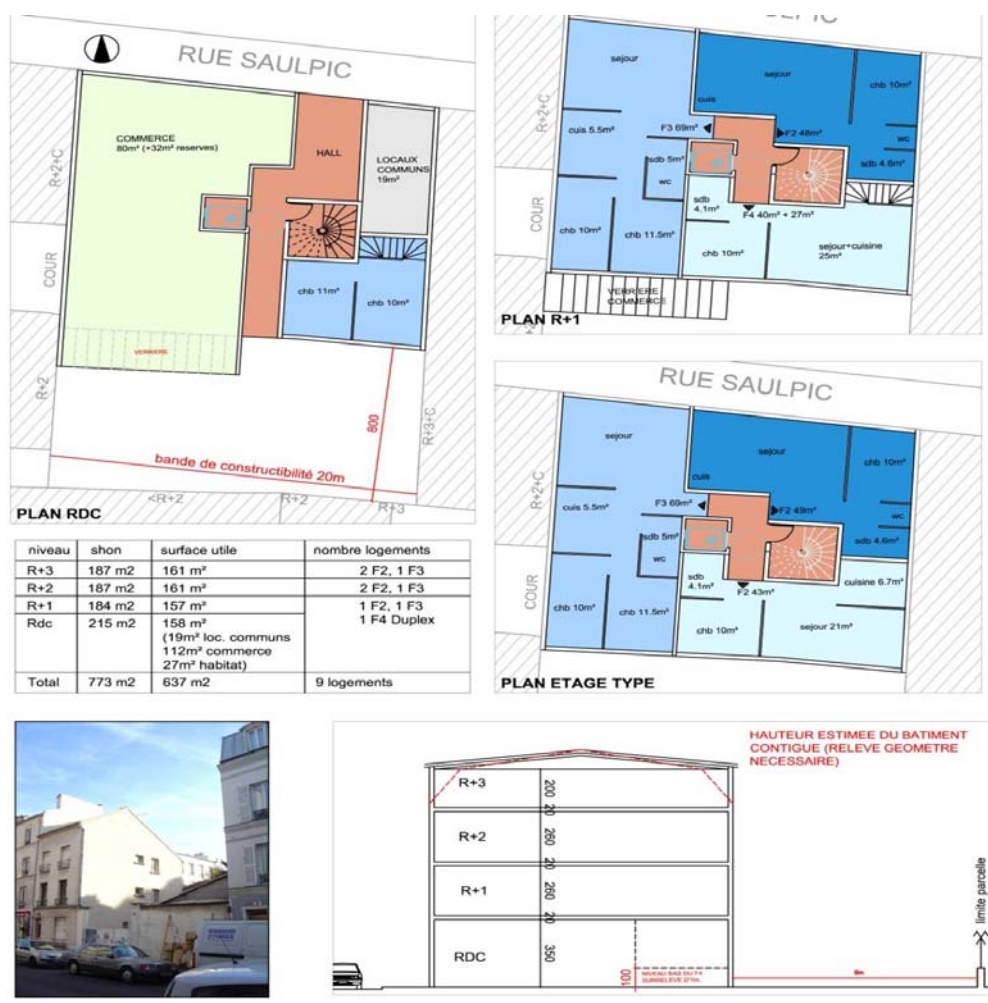 RUE SAULPIC
COMMERCE
80m² (+32m² reserves)
HALL
LOCAUX
COMMUNS
19m²
R+2+C
COUR
chb 11m²
chb 10m²
VERRIERE
R+2
R+3+C
800
bande de constructibilité 20m
<R+2
R+2
R+3
PLAN RDC
sejour
sejour
chb 10m²
cuis
R+2+C
cuis 5.5m²
F3 69m²
F2 48m²
wc
sdb 5m²
sdb 4.6m²
wc
sdb
4.1m²
F4 40m² + 27m²
COUR
chb 10m²
chb 11.5m²
chb 10m²
sejour+cuisine
25m²
VERRIERE
COMMERCE
PLAN R+1
RUE SAULPIC
sejour
sejour
chb 10m²
cuis
R+2+C
cuis 5.5m²
F3 69m²
F2 49m²
wc
sdb 5m²
sdb 4.6m²
wc
sdb
4.1m²
cuisine 6.7m²
F2 43m²
COUR
chb 10m²
chb 11.5m²
chb 10m²
sejour 21m²
PLAN ETAGE TYPE
niveau shon surface utile nombre logements
R+3 187 m2 161 m² 2 F2, 1 F3
R+2 187 m2 161 m² 2 F2, 1 F3
R+1 184 m2 157 m² 1 F2, 1 F3
1 F4 Duplex
Rdc 215 m2 158 m²
(19m² loc. communs
112m² commerce
27m² habitat)
Total 773 m2 637 m2 9 logements
HAUTEUR ESTIMEE DU BATIMENT
CONTIGUE (RELEVE GEOMETRE
NECESSAIRE)
R+3
200
20
R+2
260
20
R+1
260
20
RDC
350
100
NIVEAU BAS DU F4
limite parcelle